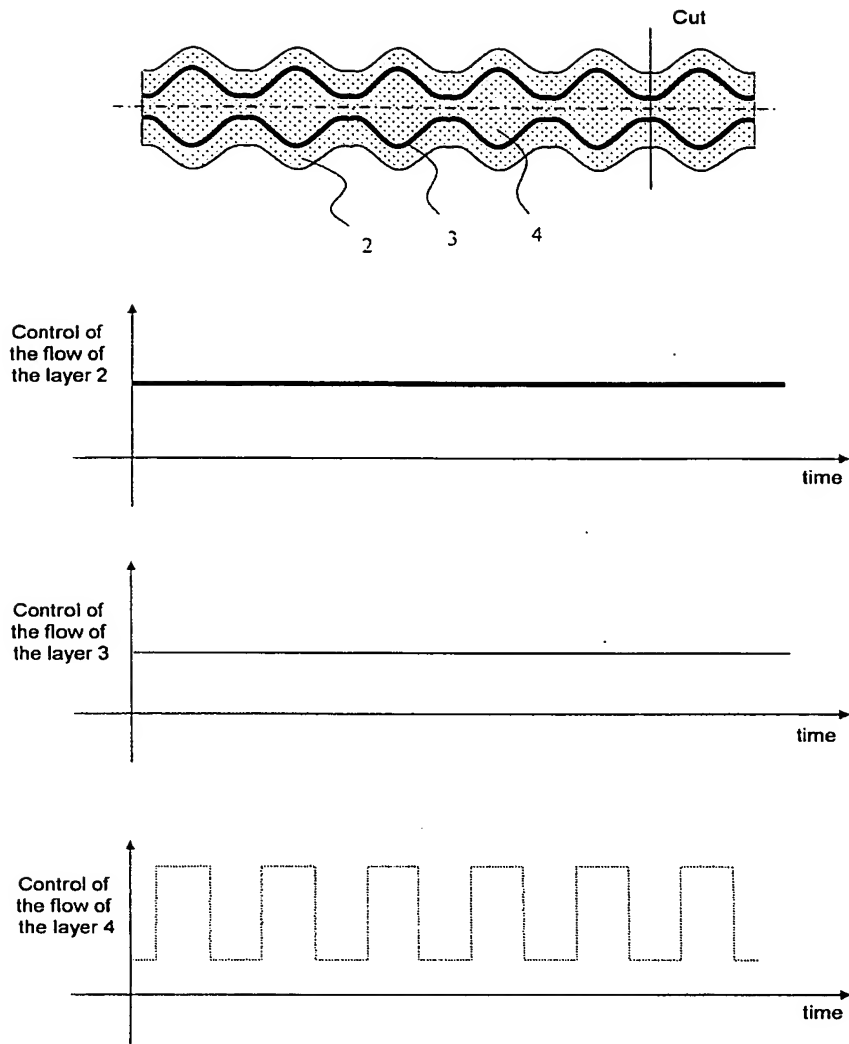 Cut
2
3
4
Control of
the flow of
the layer 2
time
Control of
the flow of
the layer 3
time
Control of
the flow of
the layer 4
time